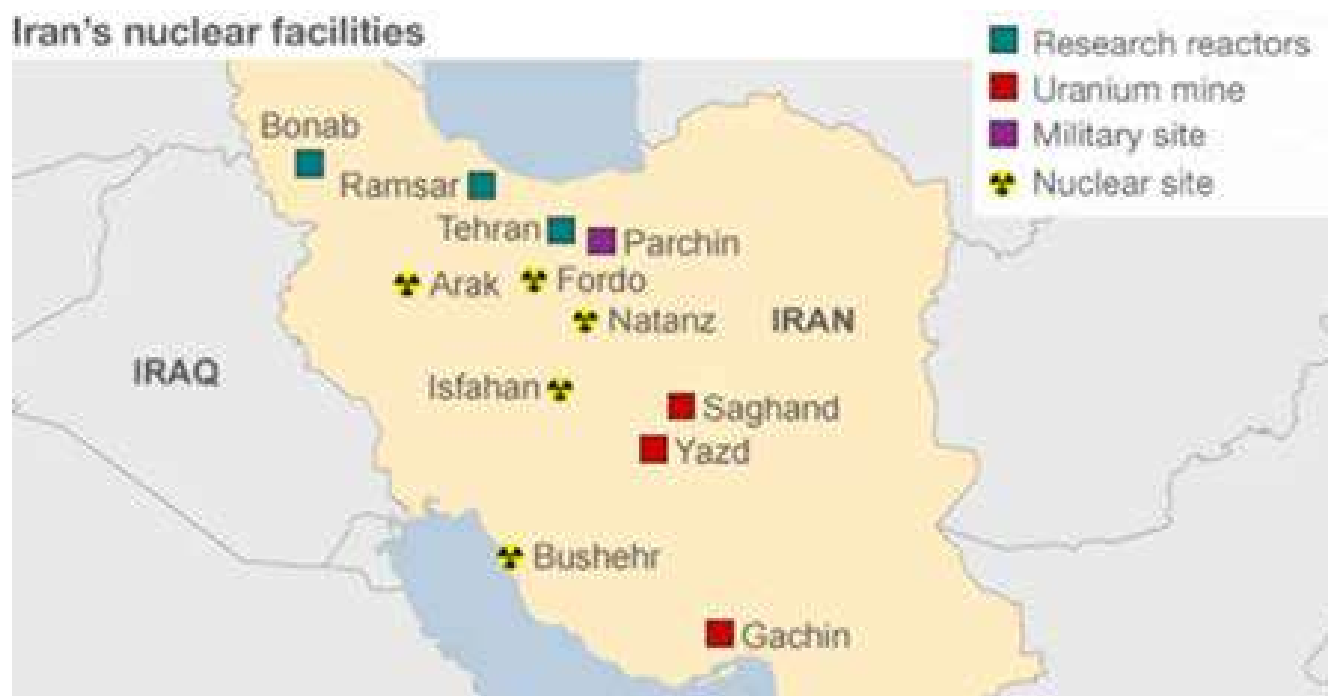 Iran's nuclear facilities
Research reactors
Uranium mine
Military site
Nuclear site
Bonab
Ramsar
Tehran
Parchin
Arak
Fordo
Natanz
IRAN
IRAQ
Isfahan
Saghand
Yazd
Bushehr
Gachin